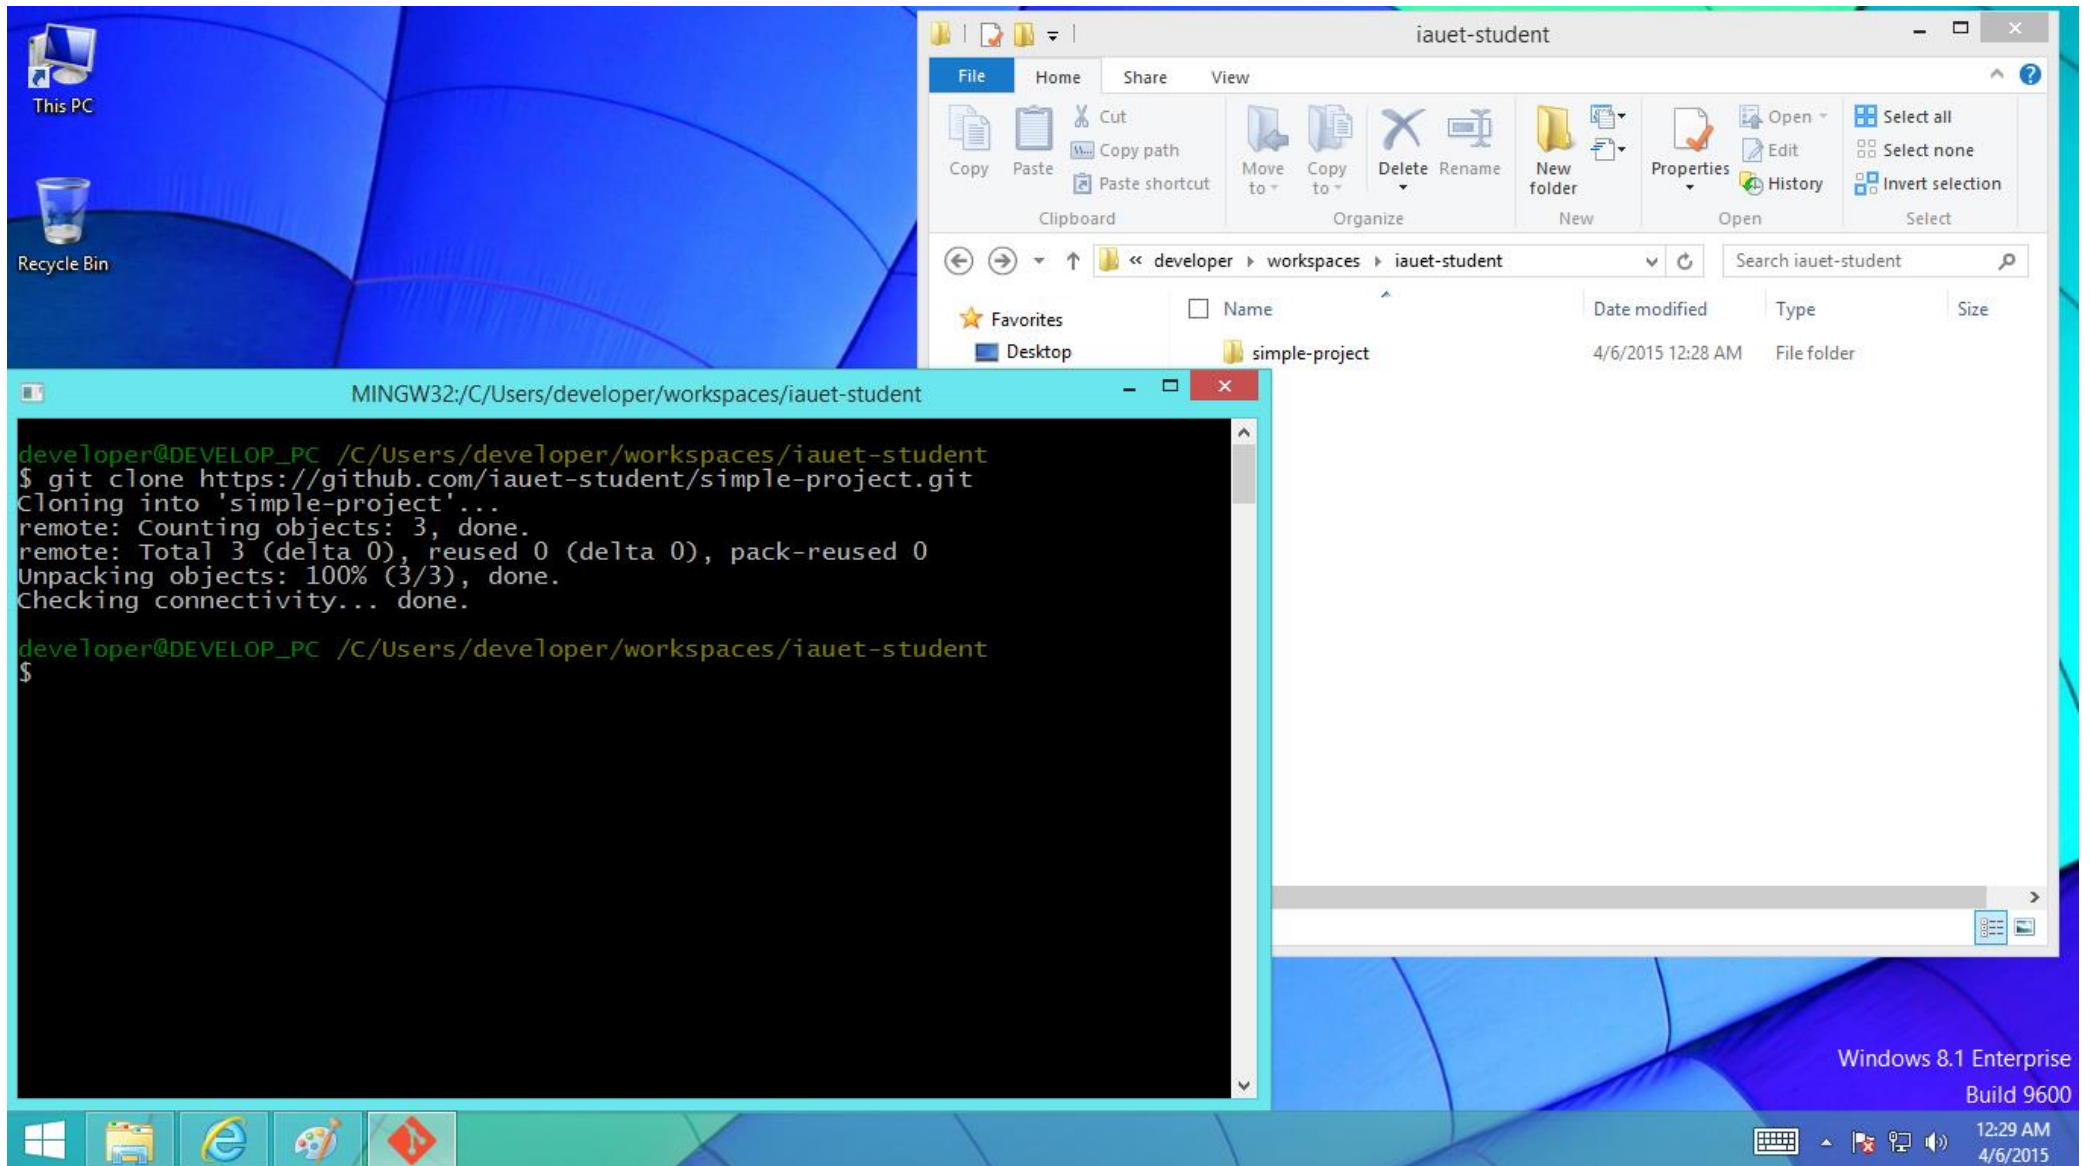 This PC
Recycle Bin
iauet-student
File Home Share View
Copy
Paste
Cut
Copy path
Paste shortcut
Clipboard
Move to
Copy to
Delete
Rename
Organize
New folder
New
Properties
Open
Edit
History
Open
Select all
Select none
Invert selection
Select
« developer workspaces iauet-student
Search iauet-student
Favorites
Desktop
Name Date modified Type Size
simple-project 4/6/2015 12:28 AM File folder
MINGW32:/C/Users/developer/workspaces/iauet-student
developer@DEVELOP_PC /C/Users/developer/workspaces/iauet-student
$ git clone https://github.com/iauet-student/simple-project.git
Cloning into 'simple-project'...
remote: Counting objects: 3, done.
remote: Total 3 (delta 0), reused 0 (delta 0), pack-reused 0
Unpacking objects: 100% (3/3), done.
Checking connectivity... done.
developer@DEVELOP_PC /C/Users/developer/workspaces/iauet-student
$
Windows 8.1 Enterprise
Build 9600
12:29 AM
4/6/2015